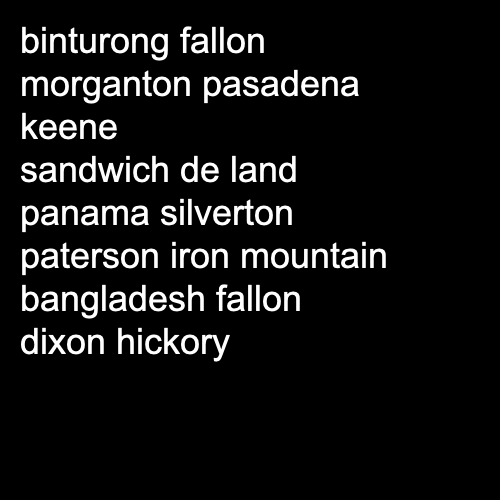 binturong fallon
morganton pasadena
keene
sandwich de land
panama silverton
paterson iron mountain
bangladesh fallon
dixon hickory